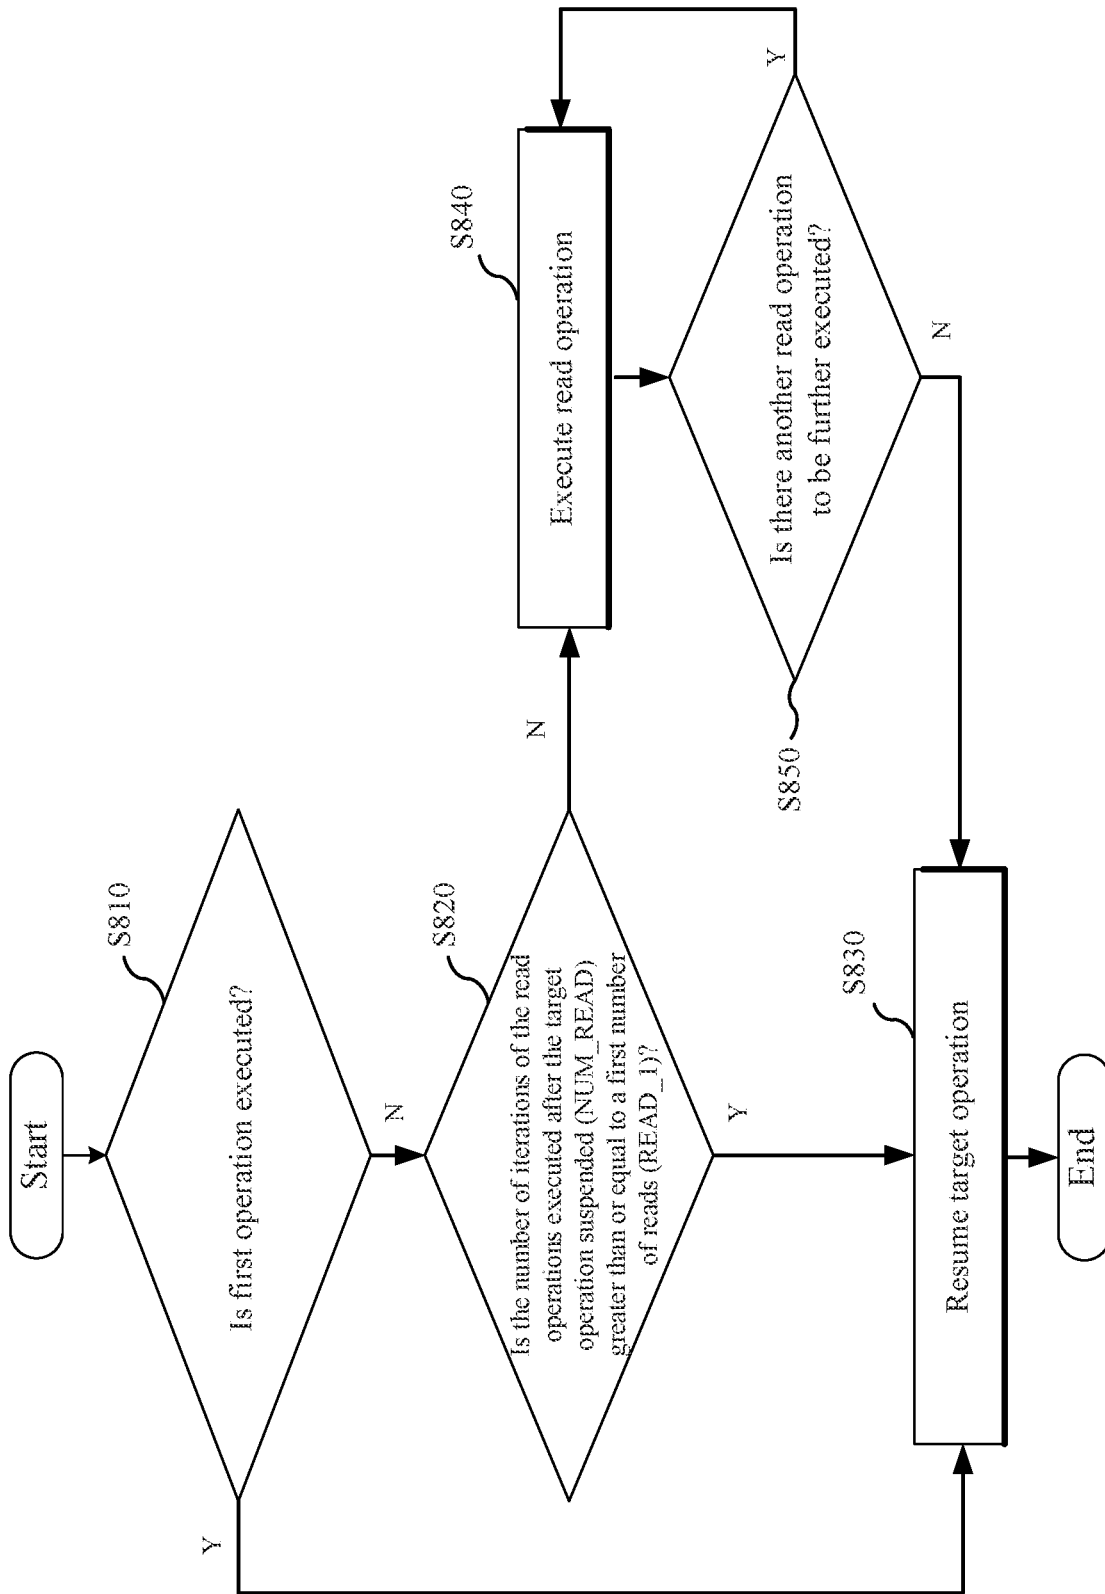 Start
S810
Is first operation executed?
Y
N
S820
Is the number of iterations of the read
operations executed after the target
operation suspended (NUM_READ)
greater than or equal to a first number
of reads (READ_1)?
N
Y
S840
Execute read operation
S850
Is there another read operation
to be further executed?
Y
N
S830
Resume target operation
End